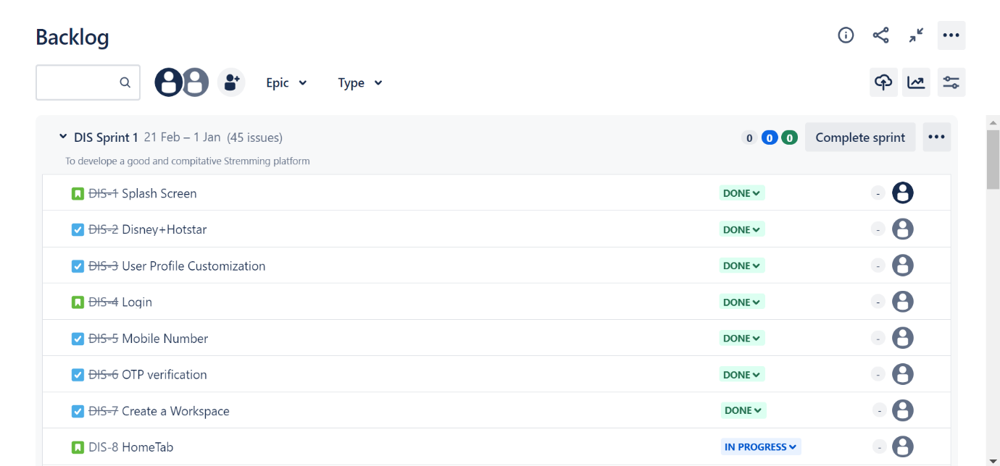 Backlog
Epic
Type
DIS Sprint 1 21 Feb – 1 Jan (45 issues) 0 0 0 Complete sprint
To develope a good and compitative Stremming platform
DIS-1 Splash Screen DONE -
DIS-2 Disney+Hotstar DONE -
DIS-3 User Profile Customization DONE -
DIS-4 Login DONE -
DIS-5 Mobile Number DONE -
DIS-6 OTP verification DONE -
DIS-7 Create a Workspace DONE -
DIS-8 HomeTab IN PROGRESS -